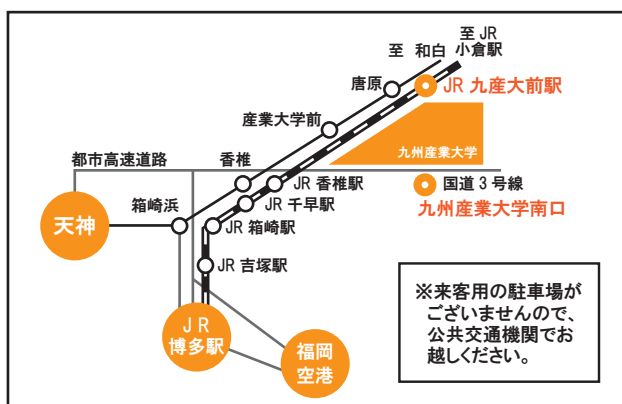 至 和白
至 JR
小倉駅
唐原
JR 九産大前駅
産業大学前
九州産業大学
都市高速道路
香椎
JR 香椎駅
国道 3 号線
九州産業大学南口
JR 千早駅
箱崎浜
天神
JR 箱崎駅
JR 吉塚駅
JR
博多駅
福岡
空港
※来客用の駐車場が
ございませんので、
公共交通機関でお
越しください。